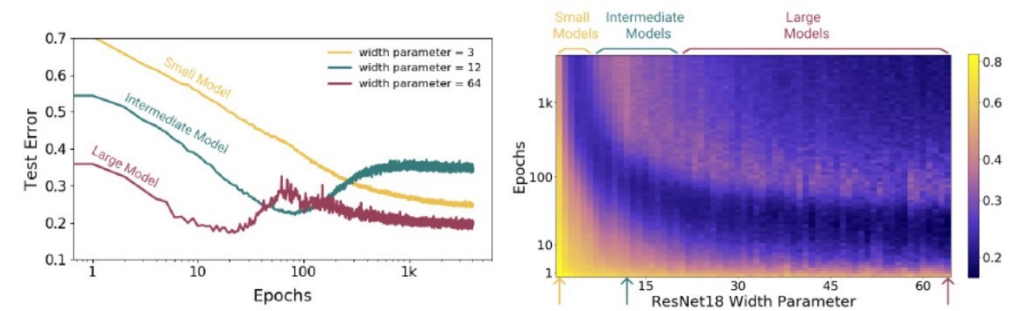 0.7
0.6
0.5
0.4
0.3
0.2
0.1
Test Error
Small Model
Intermediate Model
Large Model
width parameter = 3
width parameter = 12
width parameter = 64
1 10 100 1k
Epochs
Small Models
Intermediate Models
Large Models
1k
100
10
1
Epochs
15 30 45 60
ResNet18 Width Parameter
0.8
0.6
0.4
0.3
0.2